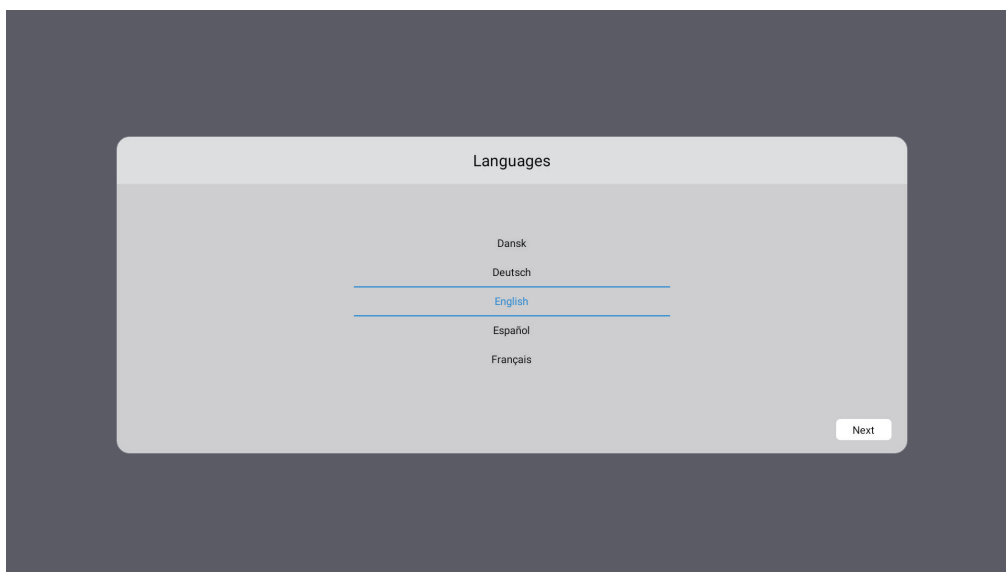 Languages
Dansk
Deutsch
English
Español
Français
Next